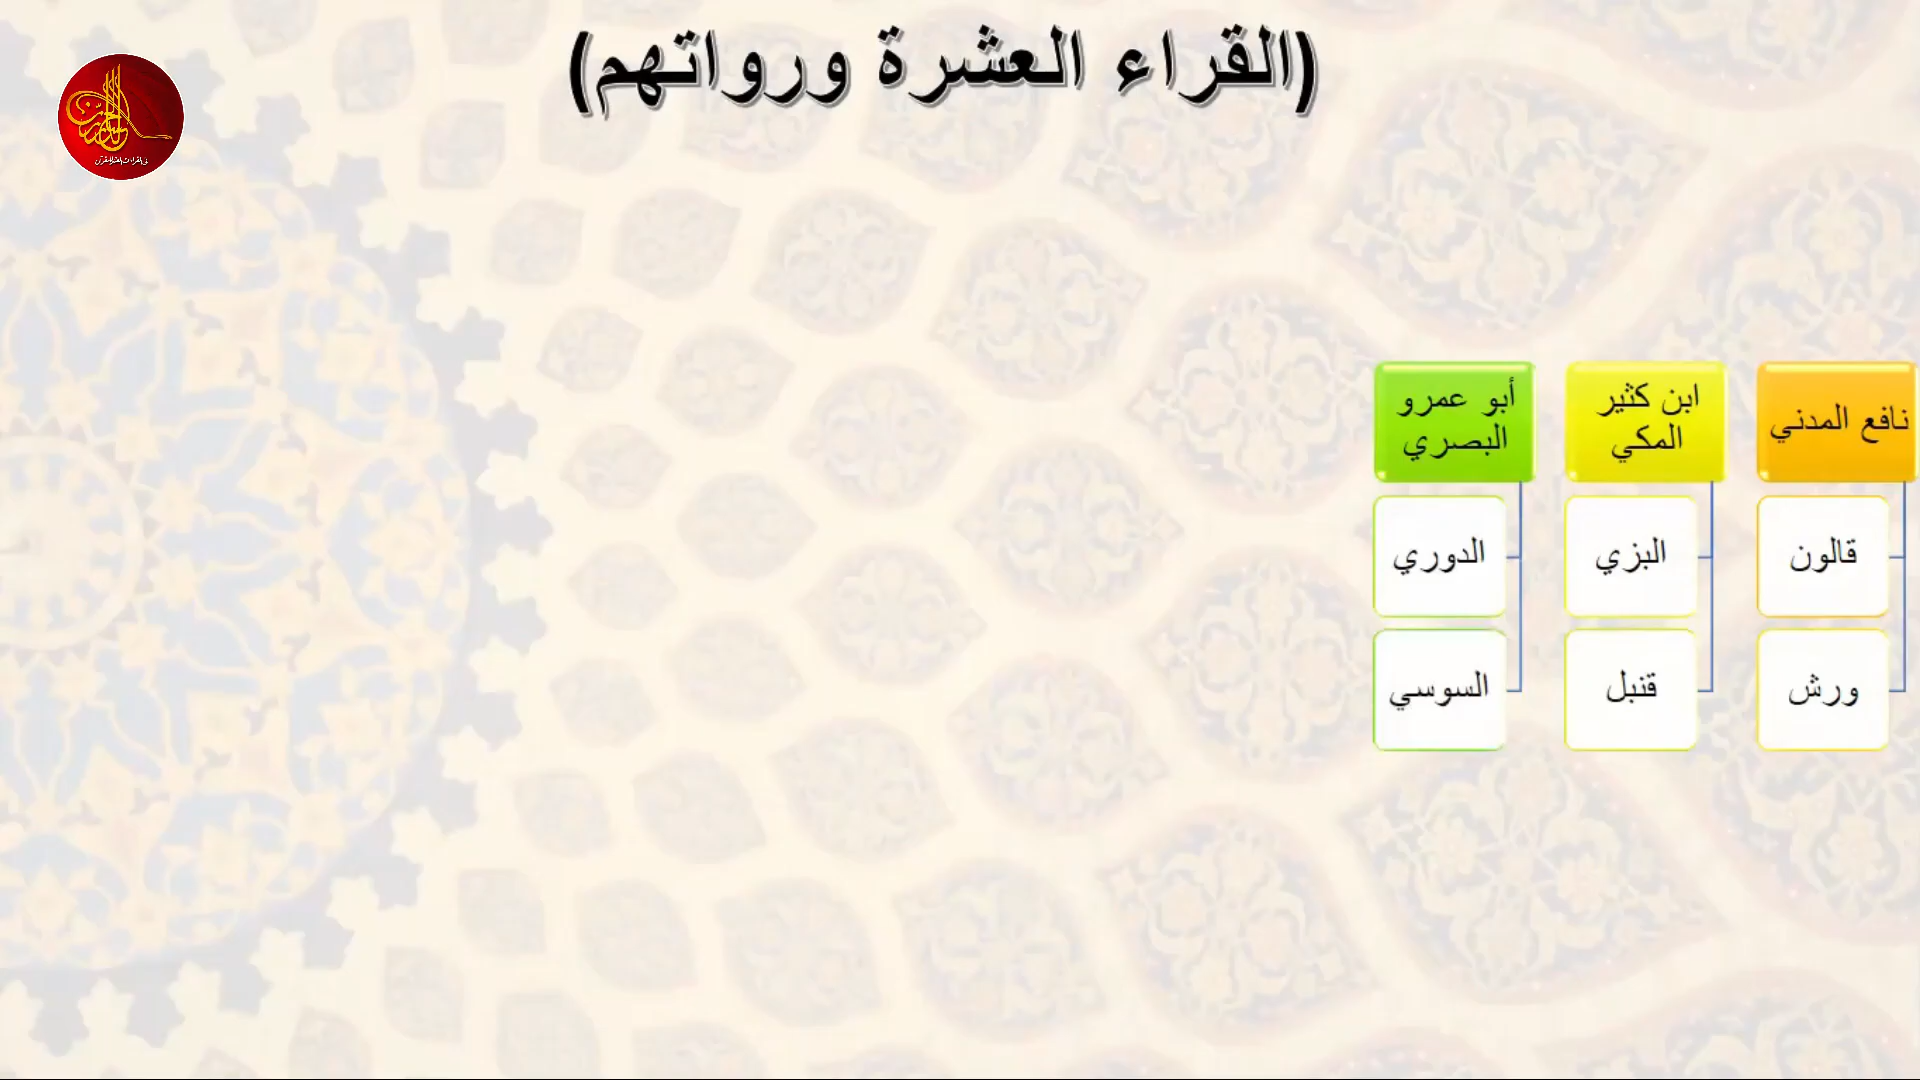 (القراء العشرة ورواتهم)
نافع المدني
قالون
ورش
ابن كثير
المكي
البزي
قنبل
أبو عمرو
البصري
الدوري
السوسي